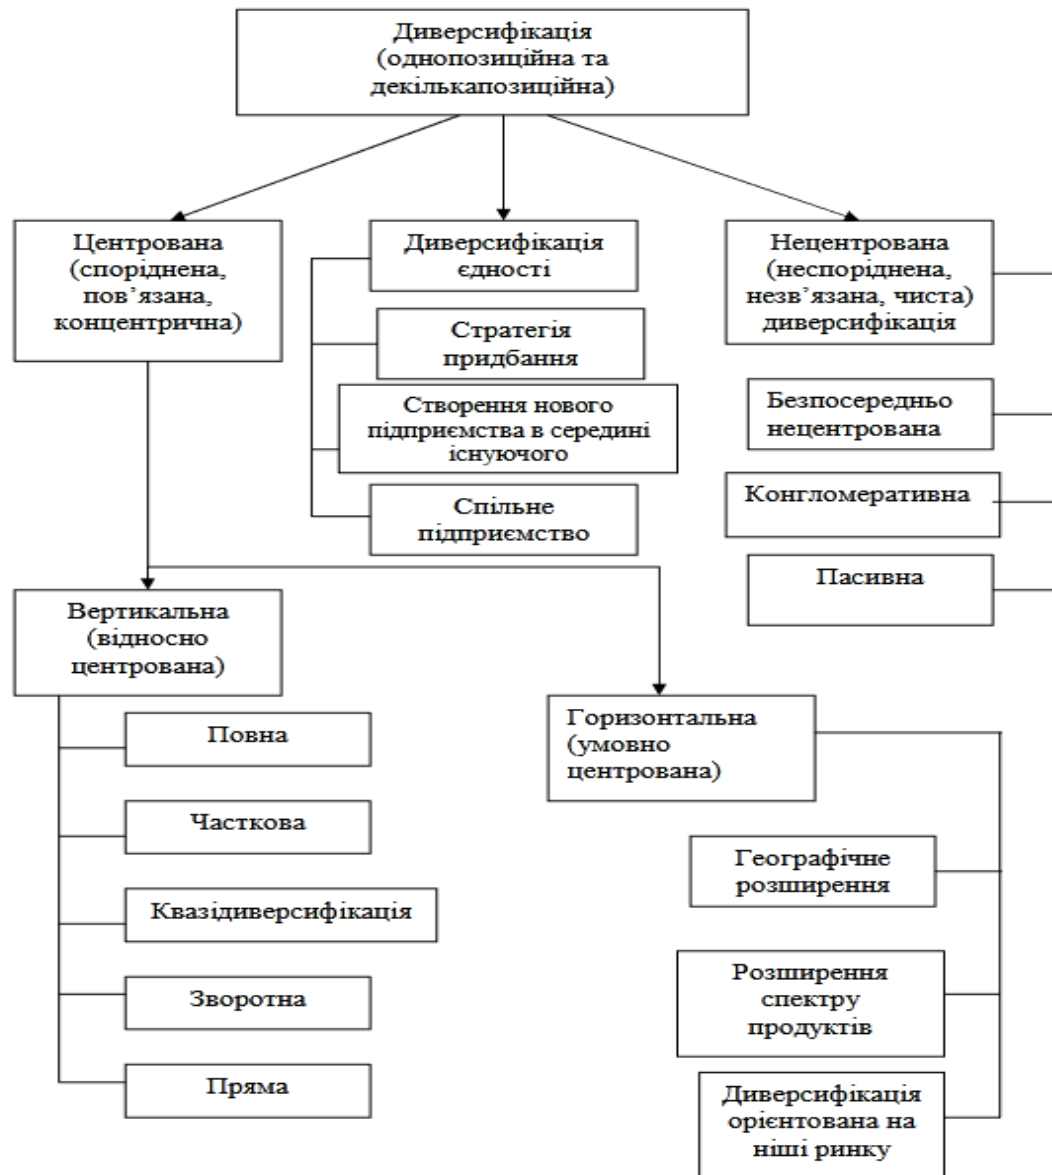 Диверсифікація
(однопозиційна та
декількапозиційна)
Центрована
(споріднена,
пов’язана,
концентрична)
Диверсифікація
єдності
Стратегія
придбання
Створення нового
підприємства в середині
існуючого
Спільне
підприємство
Нецентрована
(неспоріднена,
незв’язана, чиста)
диверсифікація
Безпосередньо
нецентрована
Конгломеративна
Пасивна
Вертикальна
(відносно
центрована)
Повна
Часткова
Квазідиверсифікація
Зворотна
Пряма
Горизонтальна
(умовно
центрована)
Географічне
розширення
Розширення
спектру
продуктів
Диверсифікація
орієнтована на
ніші ринку